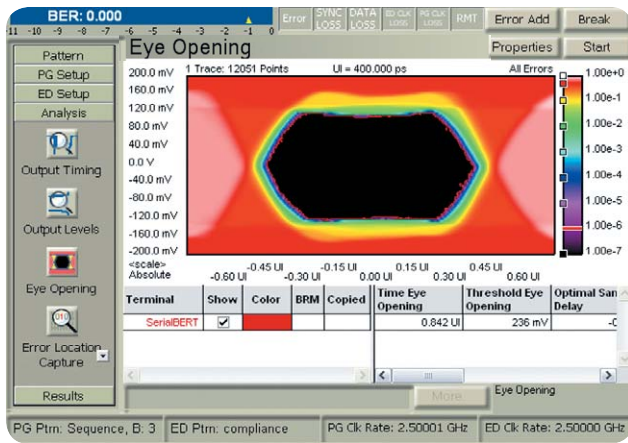 BER: 0.000
Error SYNC LOSS DATA LOSS ED CLK LOSS PG CLK LOSS RMT Error Add Break
11 -10 -9 -8 -7 -6 -5 -4 -3 -2 -1 0
Eye Opening
Properties Start
Pattern
PG Setup
ED Setup
Analysis
Output Timing
Output Levels
Eye Opening
Error Location
Capture
Results
1 Trace: 12051 Points UI = 400.000 ps All Errors
200.0 mV
160.0 mV
120.0 mV
80.0 mV
40.0 mV
0.0 V
-40.0 mV
-80.0 mV
-120.0 mV
-160.0 mV
-200.0 mV
1.00e+0
1.00e-1
1.00e-2
1.00e-3
1.00e-4
1.00e-5
1.00e-6
1.00e-7
<scale>
Absolute
-0.60 UI -0.45 UI -0.30 UI -0.15 UI 0.00 UI 0.15 UI 0.30 UI 0.45 UI 0.60 UI
Terminal Show Color BRM Copied Time Eye Opening Threshold Eye Opening Optimal San Delay
SerialBERT 0.842 UI 236 mV -0
More... Eye Opening
PG Ptrn: Sequence, B: 3 ED Ptrn: compliance PG Clk Rate: 2.50001 GHz ED Clk Rate: 2.50000 GHz